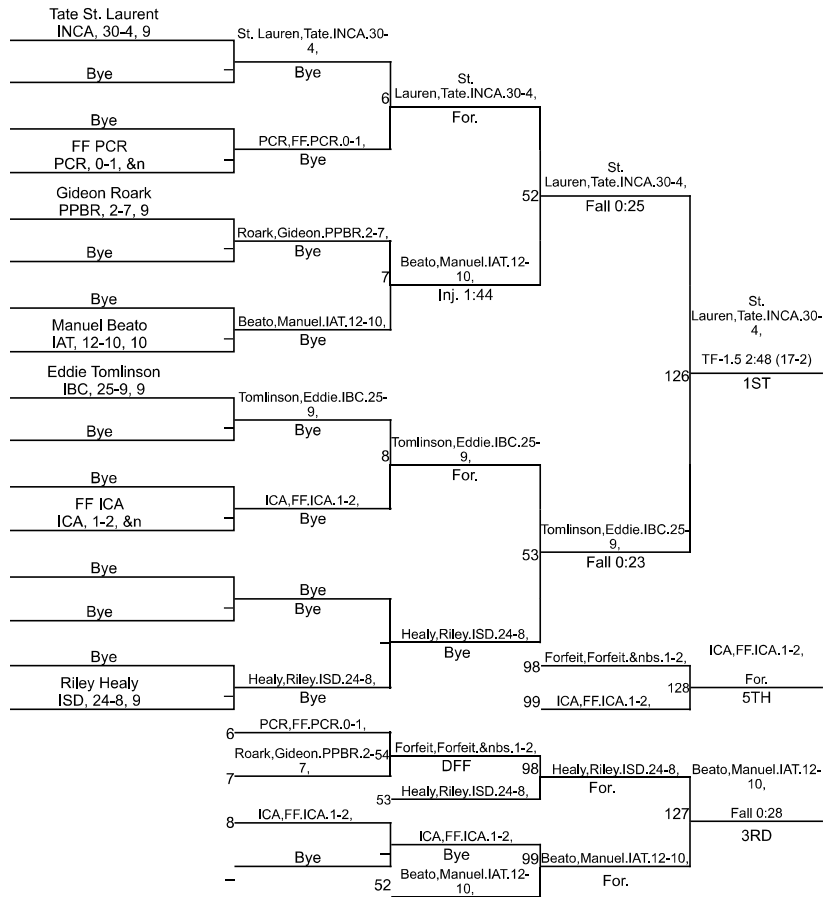 Tate St. Laurent
INCA, 30-4, 9
Bye
St. Lauren,Tate.INCA.30-
4,
Bye
Bye
FF PCR
PCR, 0-1, &n
PCR,FF.PCR.0-1,
Bye
6
St.
Lauren,Tate.INCA.30-4,
For.
Gideon Roark
PPBR, 2-7, 9
Bye
Roark,Gideon.PPBR.2-7,
Bye
Bye
Manuel Beato
IAT, 12-10, 10
Beato,Manuel.IAT.12-10,
Bye
7
Beato,Manuel.IAT.12-
10,
Inj. 1:44
52
St.
Lauren,Tate.INCA.30-4,
Fall 0:25
Eddie Tomlinson
IBC, 25-9, 9
Bye
Tomlinson,Eddie.IBC.25-
9,
Bye
Bye
FF ICA
ICA, 1-2, &n
ICA,FF.ICA.1-2,
Bye
8
Tomlinson,Eddie.IBC.25-
9,
For.
Bye
Bye
Bye
Bye
Bye
Riley Healy
ISD, 24-8, 9
Healy,Riley.ISD.24-8,
Bye
Healy,Riley.ISD.24-8,
Bye
53
Tomlinson,Eddie.IBC.25-
9,
Fall 0:23
126
St.
Lauren,Tate.INCA.30-
4,
TF-1.5 2:48 (17-2)
1ST
98
Forfeit,Forfeit.&nbs.1-2,
99
ICA,FF.ICA.1-2,
128
ICA,FF.ICA.1-2,
For.
5TH
6
PCR,FF.PCR.0-1,
7
Roark,Gideon.PPBR.2-
7,
54
Forfeit,Forfeit.&nbs.1-2,
DFF
53
Healy,Riley.ISD.24-8,
98
Healy,Riley.ISD.24-8,
For.
8
ICA,FF.ICA.1-2,
Bye
ICA,FF.ICA.1-2,
Bye
52
Beato,Manuel.IAT.12-
10,
99
Beato,Manuel.IAT.12-10,
For.
127
Beato,Manuel.IAT.12-
10,
Fall 0:28
3RD